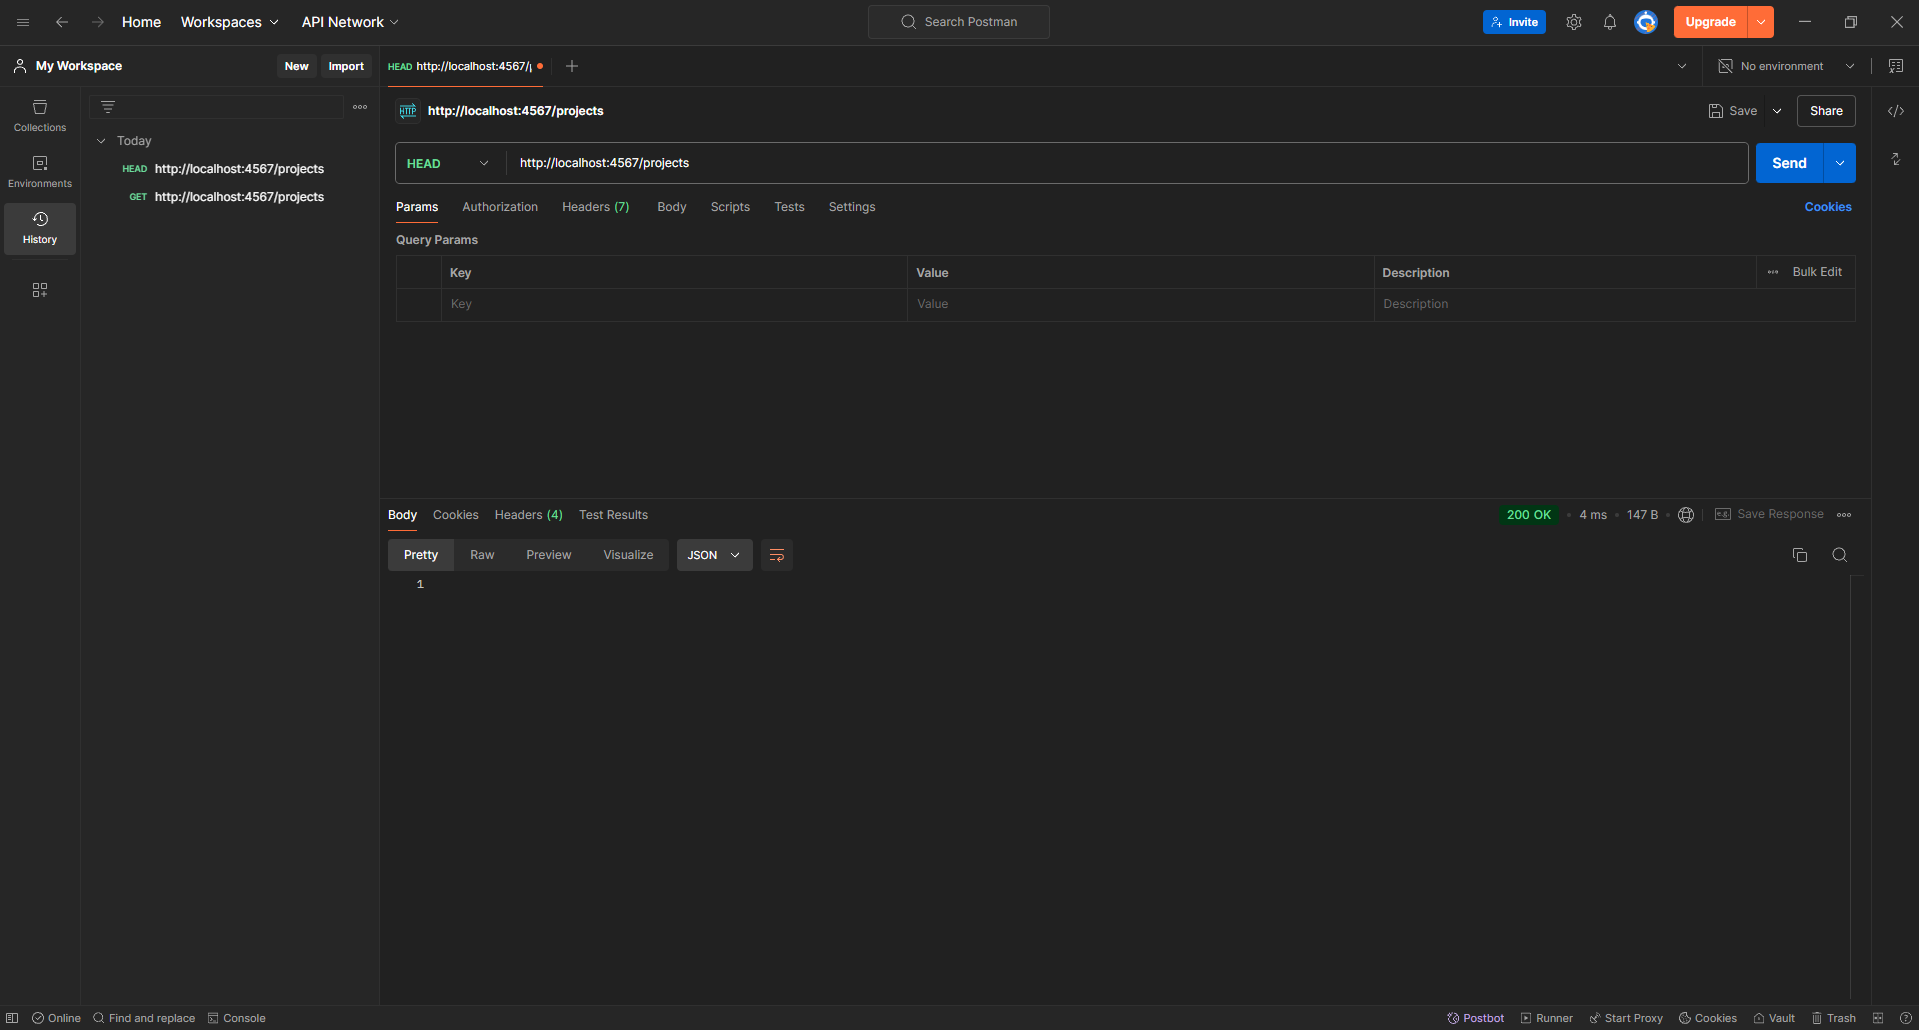 Home Workspaces API Network Search Postman Invite Upgrade
My Workspace New Import HEAD http://localhost:4567/ No environment
Collections
Environments
History
Today
HEAD http://localhost:4567/projects
GET http://localhost:4567/projects
HTTP http://localhost:4567/projects Save Share
HEAD http://localhost:4567/projects Send
Params Authorization Headers (7) Body Scripts Tests Settings Cookies
Query Params
Key Value Description Bulk Edit
Key Value Description
Body Cookies Headers (4) Test Results 200 OK 4 ms 147 B e.g. Save Response
Pretty Raw Preview Visualize JSON
1
Online Find and replace Console Postbot Runner Start Proxy Cookies Vault Trash